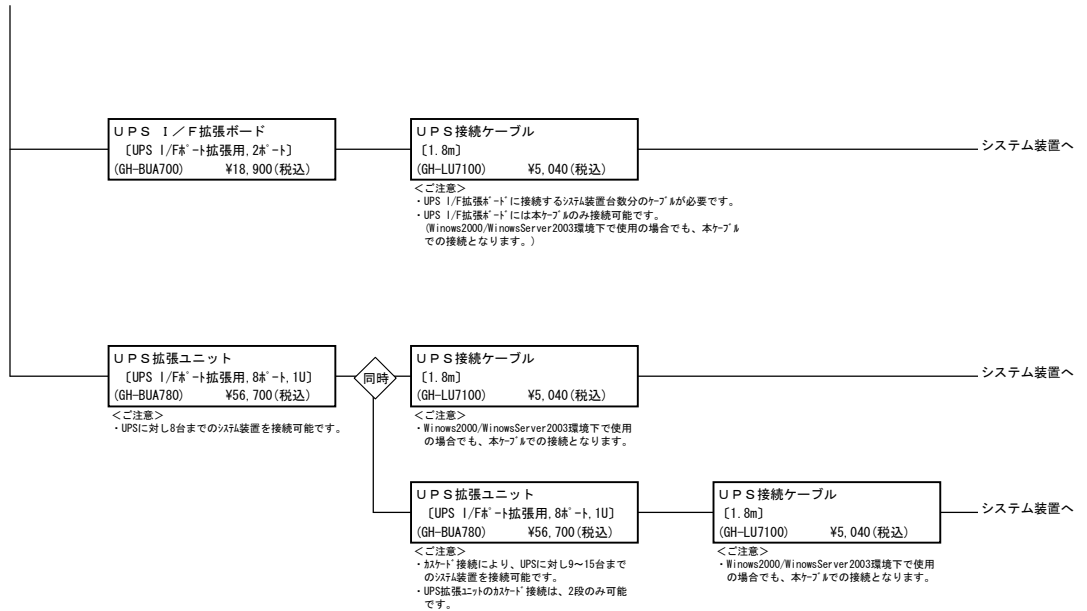 ＵＰＳ Ｉ／Ｆ拡張ボード
〔UPS I/Fﾎﾟｰﾄ拡張用,2ﾎﾟｰﾄ〕
(GH-BUA700) ¥18,900(税込)
ＵＰＳ接続ケーブル
〔1.8m〕
(GH-LU7100) ¥5,040(税込)
システム装置へ
＜ご注意＞
・UPS I/F拡張ﾎﾞｰﾄﾞに接続するｼｽﾃﾑ装置台数分のｹｰﾌﾞﾙが必要です。
・UPS I/F拡張ﾎﾞｰﾄﾞには本ｹｰﾌﾞﾙのみ接続可能です。
(Winows2000/WinowsServer2003環境下で使用の場合でも、本ｹｰﾌﾞﾙ
での接続となります。)
ＵＰＳ拡張ユニット
〔UPS I/Fﾎﾟｰﾄ拡張用,8ﾎﾟｰﾄ,1U〕
(GH-BUA780) ¥56,700(税込)
＜ご注意＞
・UPSに対し8台までのｼｽﾃﾑ装置を接続可能です。
同時
ＵＰＳ接続ケーブル
〔1.8m〕
(GH-LU7100) ¥5,040(税込)
システム装置へ
＜ご注意＞
・Winows2000/WinowsServer2003環境下で使用
の場合でも、本ｹｰﾌﾞﾙでの接続となります。
ＵＰＳ拡張ユニット
〔UPS I/Fﾎﾟｰﾄ拡張用,8ﾎﾟｰﾄ,1U〕
(GH-BUA780) ¥56,700(税込)
＜ご注意＞
・ｶｽｹｰﾄﾞ接続により、UPSに対し9～15台まで
のｼｽﾃﾑ装置を接続可能です。
・UPS拡張ﾕﾆｯﾄのｶｽｹｰﾄﾞ接続は、2段のみ可能
です。
ＵＰＳ接続ケーブル
〔1.8m〕
(GH-LU7100) ¥5,040(税込)
システム装置へ
＜ご注意＞
・Winows2000/WinowsServer2003環境下で使用
の場合でも、本ｹｰﾌﾞﾙでの接続となります。